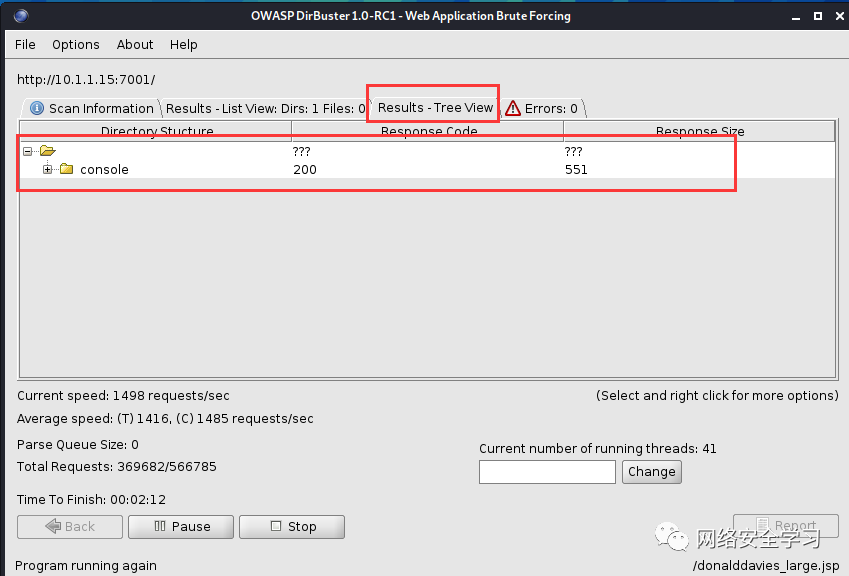 OWASP DirBuster 1.0-RC1 - Web Application Brute Forcing
File Options About Help
http://10.1.1.15:7001/
Scan Information Results - List View: Dirs: 1 Files: 0 Results - Tree View Errors: 0
Directory Stucture Response Code Response Size
??? ???
console 200 551
Current speed: 1498 requests/sec (Select and right click for more options)
Average speed: (T) 1416, (C) 1485 requests/sec
Parse Queue Size: 0
Current number of running threads: 41
Total Requests: 369682/566785
Change
Time To Finish: 00:02:12
Back Pause Stop Report
网络安全学习
Program running again /donalddavies_large.jsp